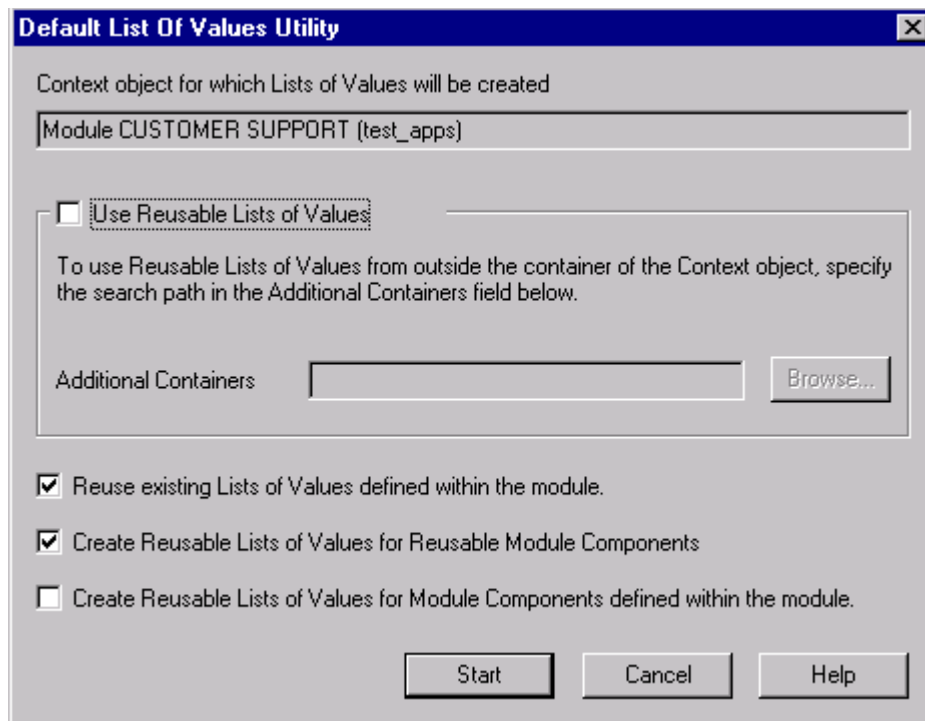 Default List Of Values Utility
Context object for which Lists of Values will be created
Module CUSTOMER SUPPORT (test_apps)
Use Reusable Lists of Values
To use Reusable Lists of Values from outside the container of the Context object, specify
the search path in the Additional Containers field below.
Additional Containers
Browse...
Reuse existing Lists of Values defined within the module.
Create Reusable Lists of Values for Reusable Module Components
Create Reusable Lists of Values for Module Components defined within the module.
Start
Cancel
Help